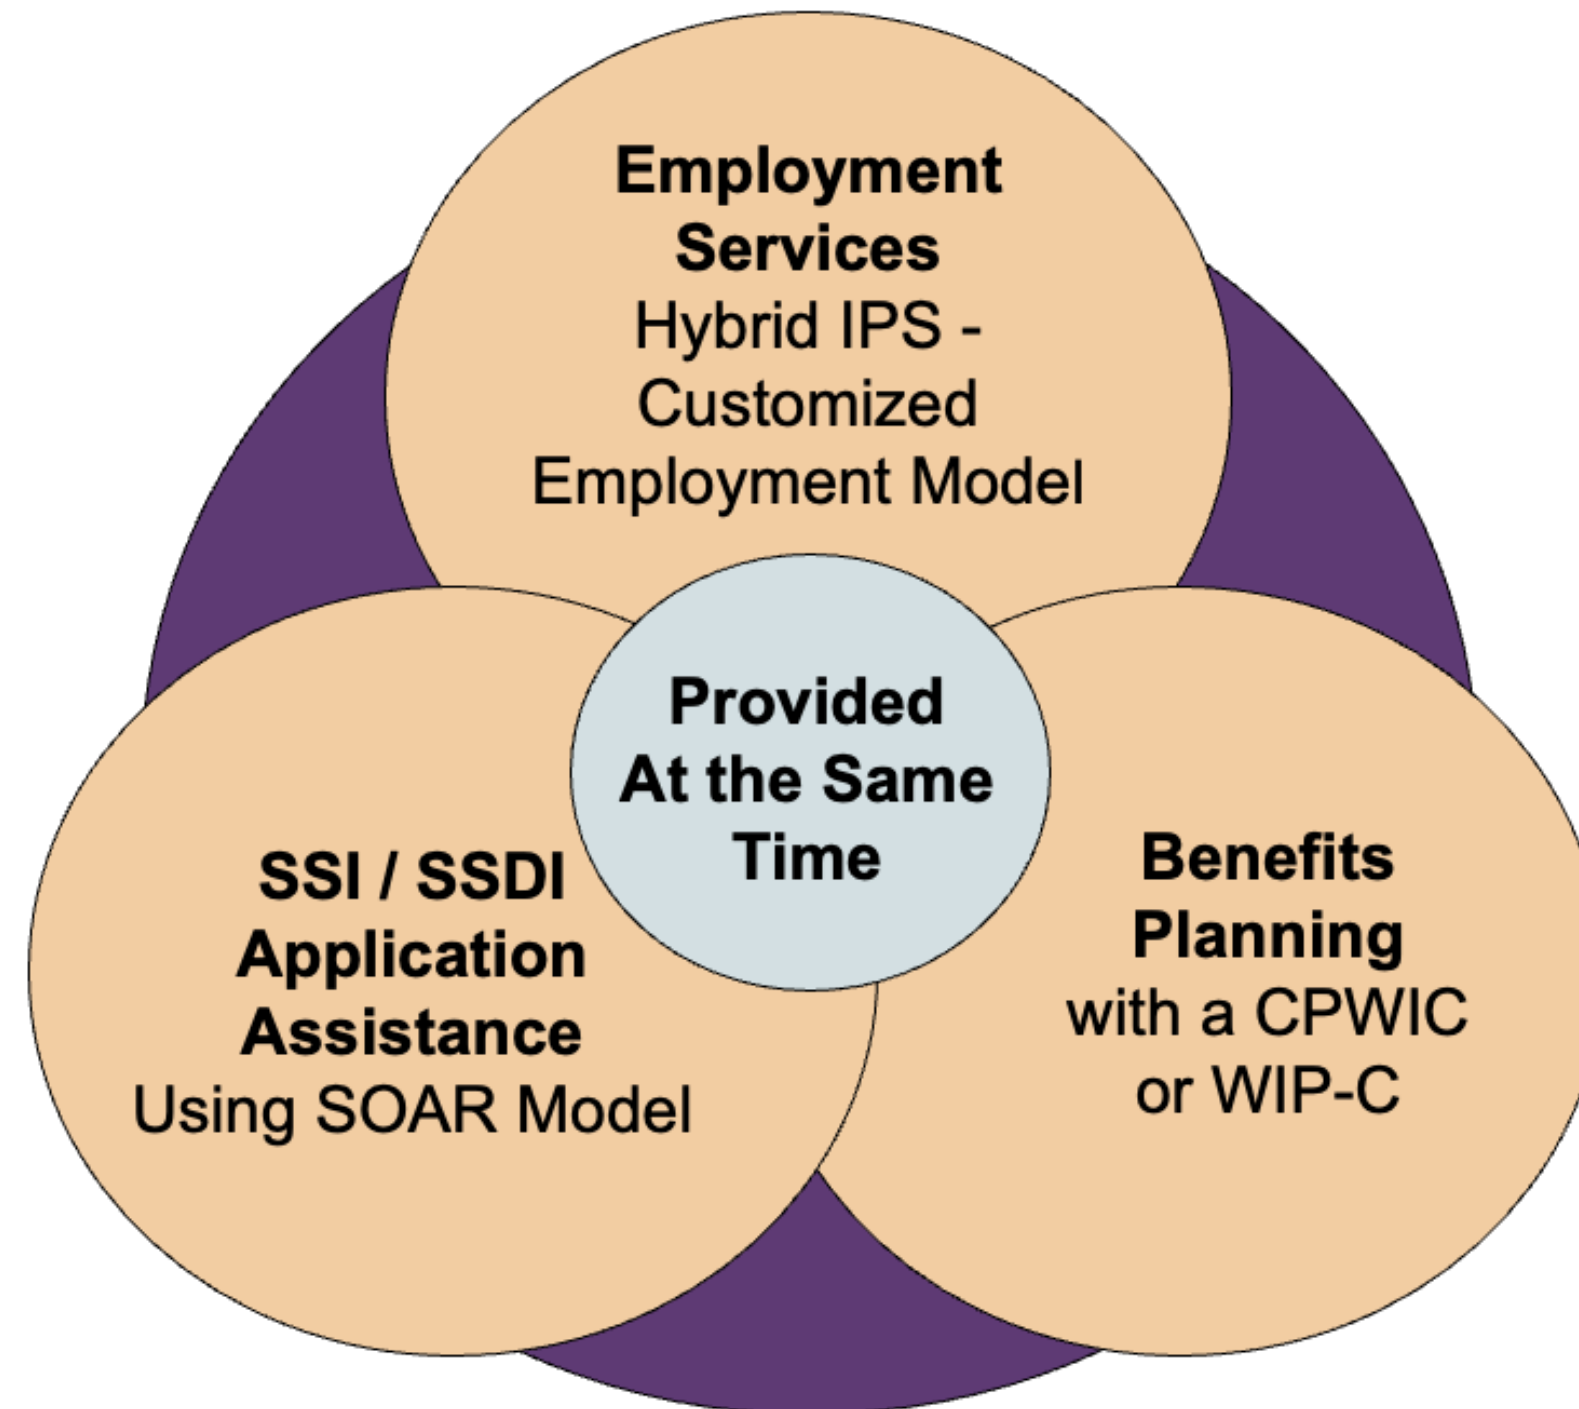 Employment
Services
Hybrid IPS -
Customized
Employment Model
Provided
At the Same
Time
SSI / SSDI
Application
Assistance
Using SOAR Model
Benefits
Planning
with a CPWIC
or WIP-C